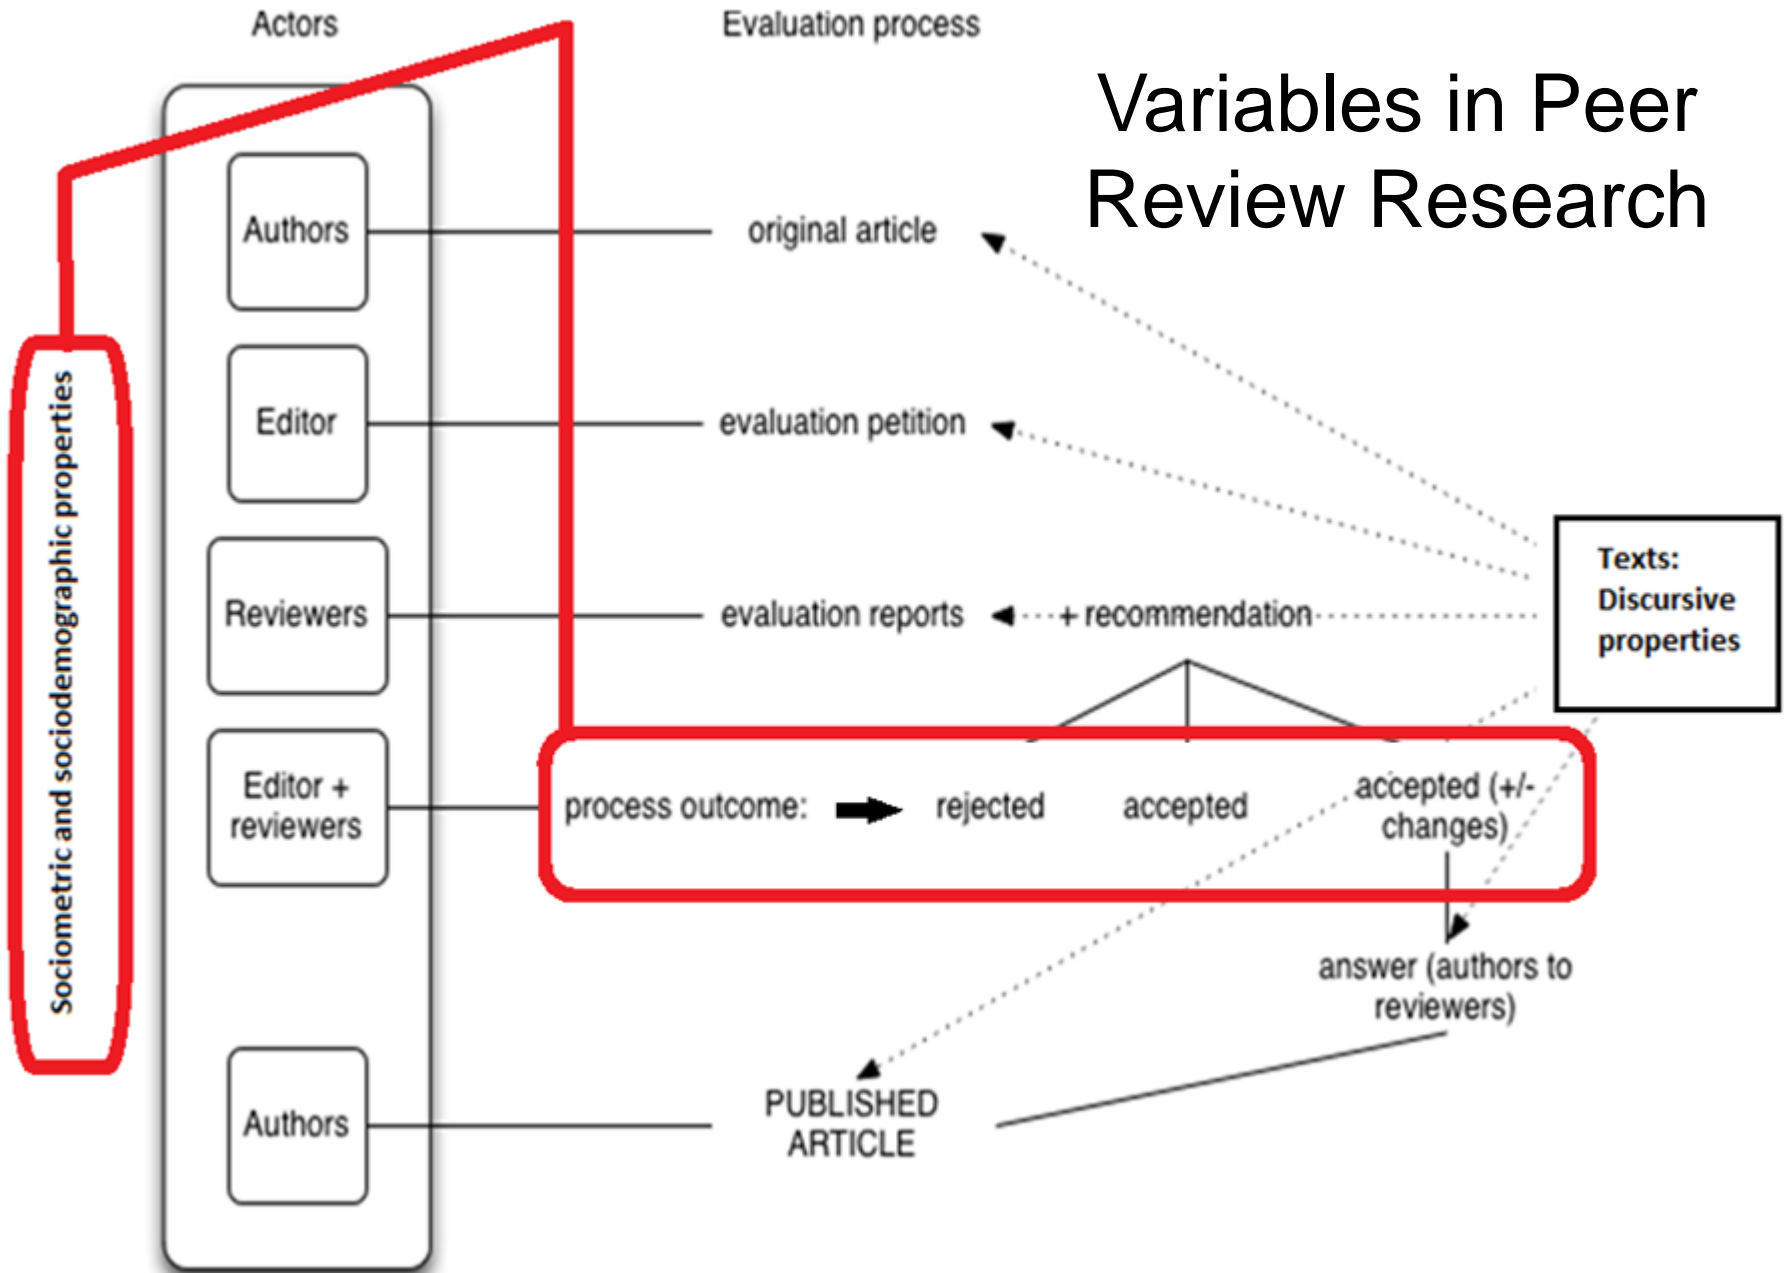 Actors
Evaluation process
Variables in Peer
Review Research
Sociometric and sociodemographic properties
Authors
original article
Editor
evaluation petition
Reviewers
evaluation reports
+ recommendation
Texts:
Discursive
properties
Editor +
reviewers
process outcome:
rejected
accepted
accepted (+/-
changes)
answer (authors to
reviewers)
Authors
PUBLISHED
ARTICLE